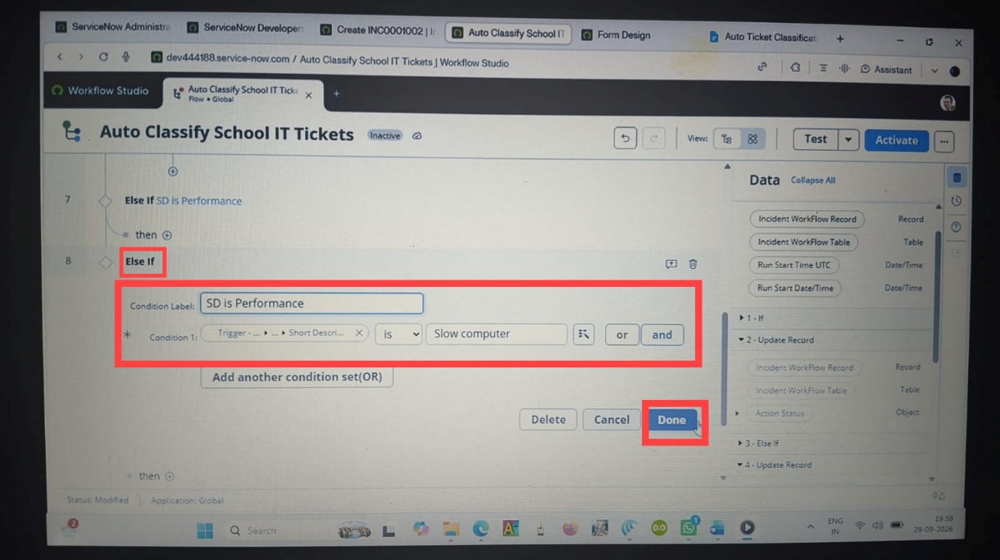 ServiceNow Administra
ServiceNow Developer
Create INC0001002 | I
Auto Classify School IT
Form Design
Auto Ticket Classificat
dev444188.service-now.com / Auto Classify School IT Tickets | Workflow Studio
Assistant
Workflow Studio
Auto Classify School IT Ticke
Flow • Global
Auto Classify School IT Tickets
Inactive
View:
Test
Activate
Data
Collapse All
7
Else If SD is Performance
then
Incident WorkFlow Record
Record
Incident WorkFlow Table
Table
Run Start Time UTC
Date/Time
Run Start Date/Time
Date/Time
8
Else If
Condition Label:
SD is Performance
* Condition 1:
Trigger - ... ▸ ... ▸ Short Descri...
is
Slow computer
or
and
Add another condition set(OR)
Delete
Cancel
Done
1 - If
2 - Update Record
Incident WorkFlow Record
Record
Incident WorkFlow Table
Table
Action Status
Object
3 - Else If
4 - Update Record
then
Status: Modified
Application: Global
0
2
Search
1
ENG
IN
19:59
29-09-2026